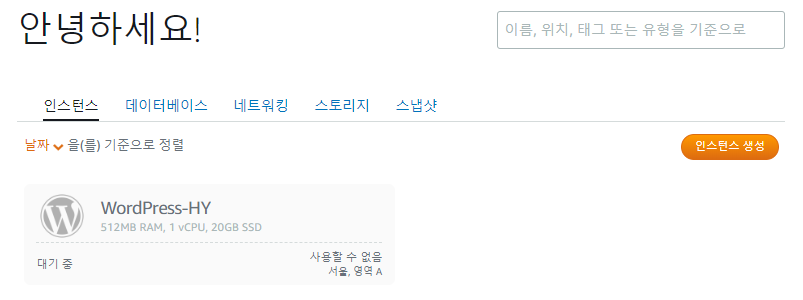 안녕하세요!
이름, 위치, 태그 또는 유형을 기준으로
인스턴스 데이터베이스 네트워킹 스토리지 스냅샷
날짜 을(를) 기준으로 정렬
인스턴스 생성
WordPress-HY
512MB RAM, 1 vCPU, 20GB SSD
대기 중
사용할 수 없음
서울, 영역 A